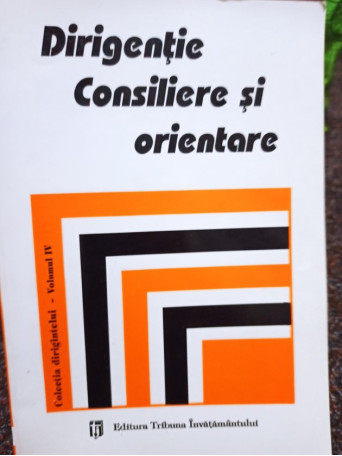 Dirigenție
Consiliere și
orientare
Colecția dirigintelui - Volumul IV
Editura Tribuna Învățământului